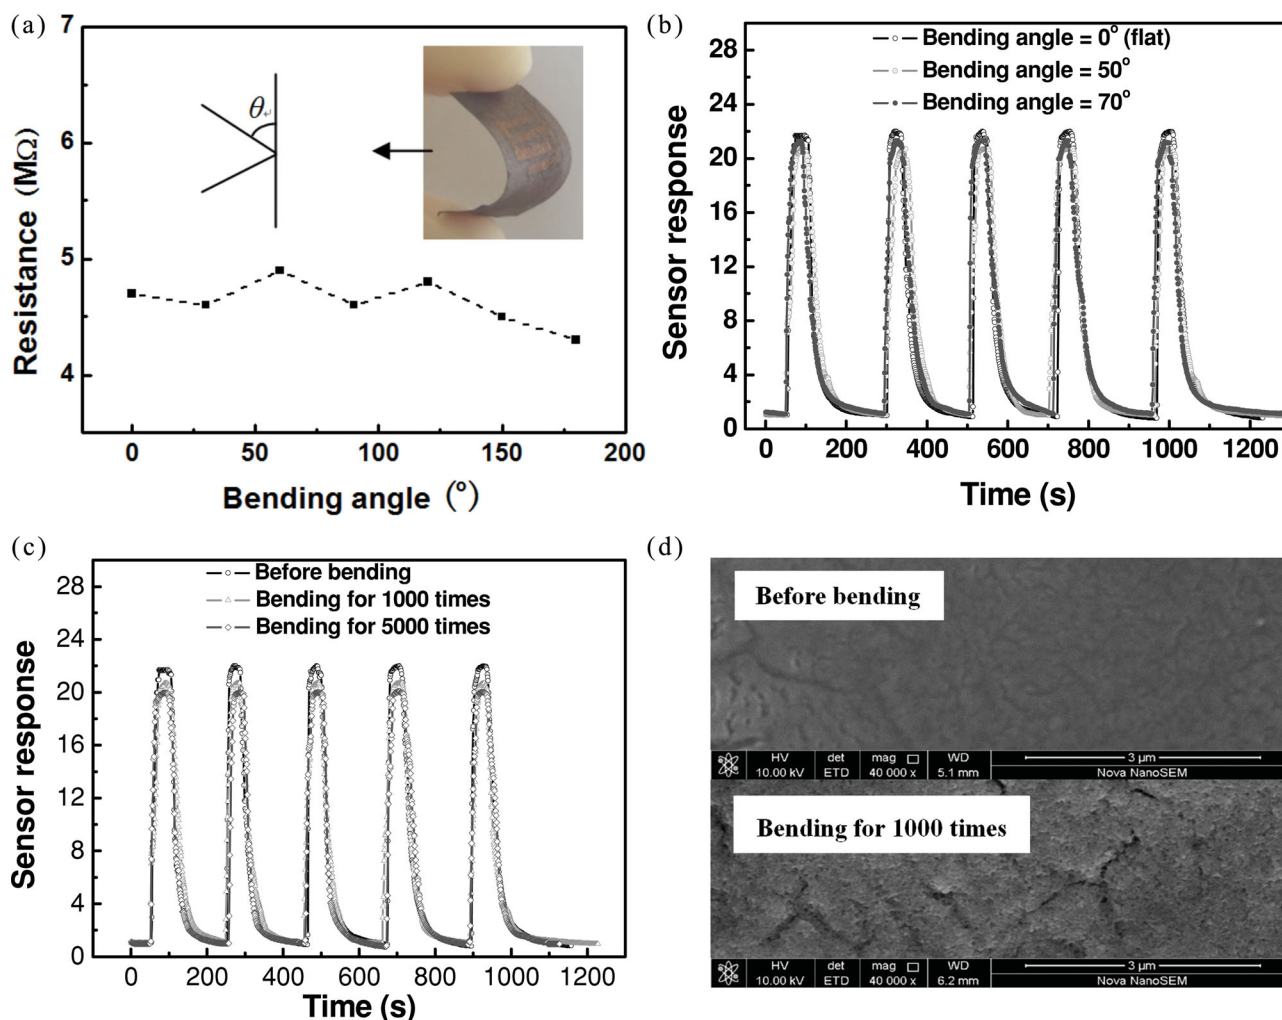 (a)
7
6
5
4
Resistance (MΩ)
θ
0 50 100 150 200
Bending angle (°)
(b)
28
24
20
16
12
8
4
0
Sensor response
Bending angle = 0° (flat)
Bending angle = 50°
Bending angle = 70°
0 200 400 600 800 1000 1200
Time (s)
(c)
28
24
20
16
12
8
4
0
Sensor response
Before bending
Bending for 1000 times
Bending for 5000 times
0 200 400 600 800 1000 1200
Time (s)
(d)
Before bending
HV det mag WD 3 µm
10.00 kV ETD 40 000 x 5.1 mm Nova NanoSEM
Bending for 1000 times
HV det mag WD 3 µm
10.00 kV ETD 40 000 x 6.2 mm Nova NanoSEM